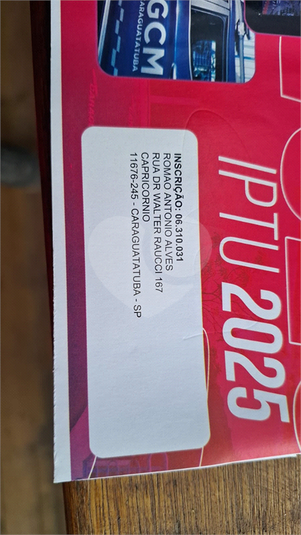 GCM
CARAGUATATUBA
IPTU 2025
INSCRIÇÃO: 06.310.031
ROMAO ANTONIO ALVES
RUA DR WALTER RAUCCI 167
CAPRICORNIO
11676-245 - CARAGUATATUBA - SP